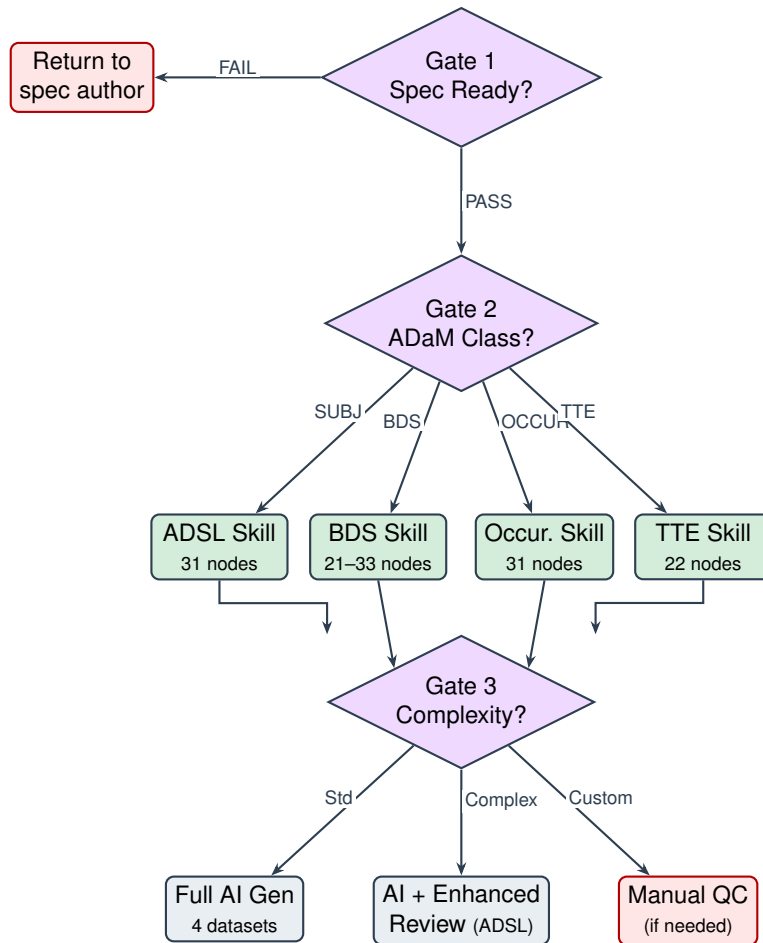 Gate 1
Spec Ready?
Return to
spec author
FAIL
PASS
Gate 2
ADaM Class?
SUBJ
BDS
OCCUR
TTE
ADSL Skill
31 nodes
BDS Skill
21–33 nodes
Occur. Skill
31 nodes
TTE Skill
22 nodes
Gate 3
Complexity?
Std
Complex
Custom
Full AI Gen
4 datasets
AI + Enhanced
Review (ADSL)
Manual QC
(if needed)